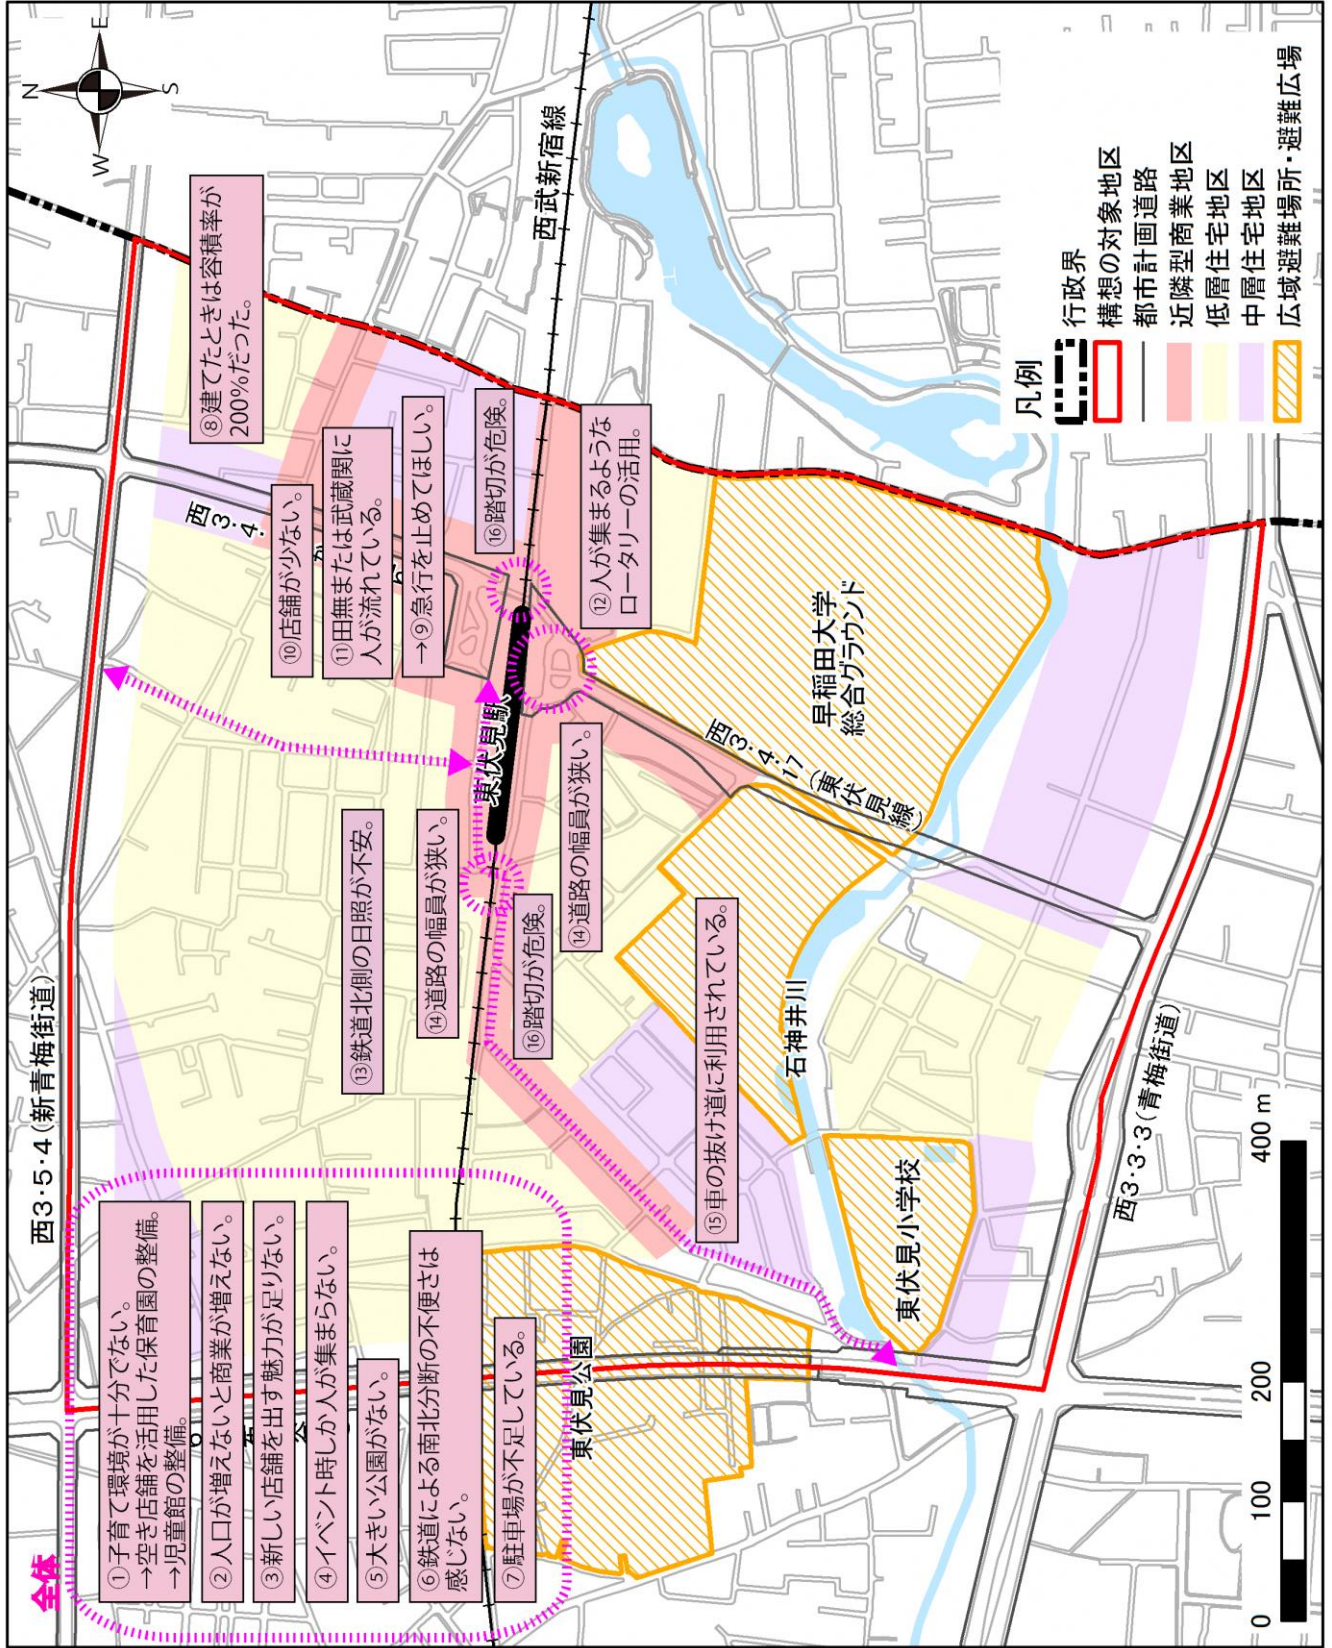 全体
①子育て環境が十分でない。
→空き店舗を活用した保育園の整備。
→児童館の整備。
②人口が増えないと商業が増えない。
③新しい店舗を出す魅力が足りない。
④イベント時しか人が集まらない。
⑤大きい公園がない。
⑥鉄道による南北分断の不便さは
感じない。
⑦駐車場が不足している。
西3・5・4(新青梅街道)
⑧建てたときは容積率が
200%だった。
⑩店舗が少ない。
⑪田無または武蔵関に
人が流れている。
→⑨急行を止めてほしい。
⑯踏切が危険。
⑫人が集まるような
ロータリーの活用。
⑬鉄道北側の日照が不安。
⑭道路の幅員が狭い。
⑯踏切が危険。
⑭道路の幅員が狭い。
⑮車の抜け道に利用されている。
西3・4・
東伏見駅
西武新宿線
西3・4・17(東伏見線)
早稲田大学
総合グラウンド
石神井川
東伏見小学校
東伏見公園
西3・3・3(青梅街道)
N
E
W
S
凡例
行政界
構想の対象地区
都市計画道路
近隣型商業地区
低層住宅地区
中層住宅地区
広域避難場所・避難広場
0 100 200 400 m